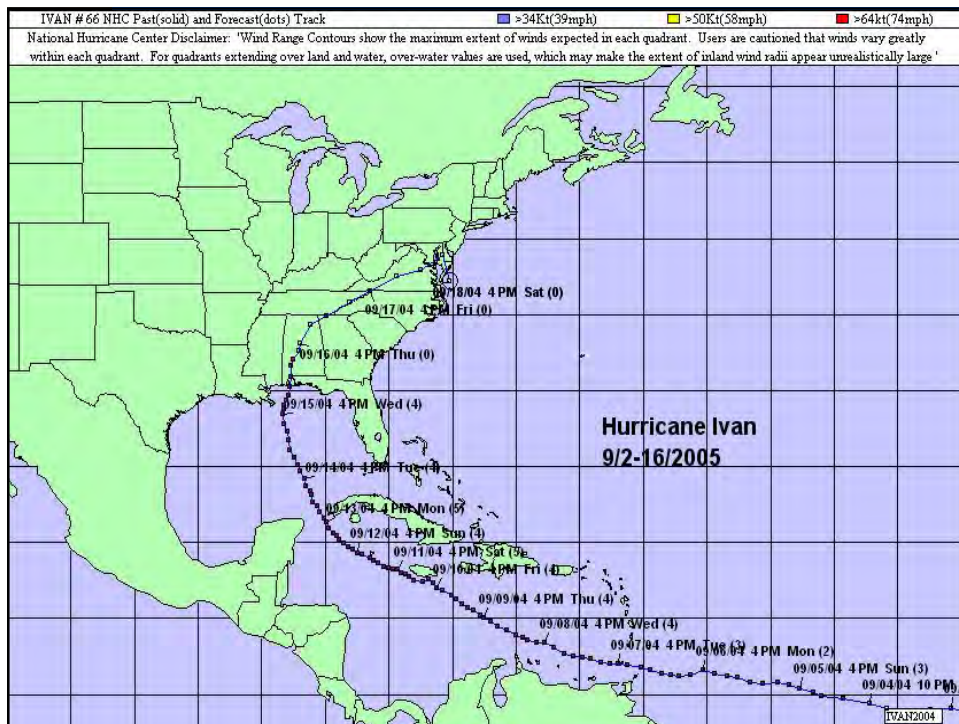 IVAN # 66 NHC Past(solid) and Forecast(dots) Track >34Kt(39mph) >50Kt(58mph) >64kt(74mph)
National Hurricane Center Disclaimer: 'Wind Range Contours show the maximum extent of winds expected in each quadrant. Users are cautioned that winds vary greatly
within each quadrant. For quadrants extending over land and water, over-water values are used, which may make the extent of inland wind radii appear unrealistically large '
09/18/04 4 PM Sat (0)
09/17/04 4 PM Fri (0)
09/16/04 4 PM Thu (0)
09/15/04 4 PM Wed (4)
Hurricane Ivan
9/2-16/2005
09/14/04 4 PM Tue (4)
09/13/04 4 PM Mon (5)
09/12/04 4 PM Sun (4)
09/11/04 4 PM Sat (5)
09/10/04 4 PM Fri (4)
09/09/04 4 PM Thu (4)
09/08/04 4 PM Wed (4)
09/07/04 4 PM Tue (3)
09/06/04 4 PM Mon (2)
09/05/04 4 PM Sun (3)
09/04/04 10 PM
IVAN2004